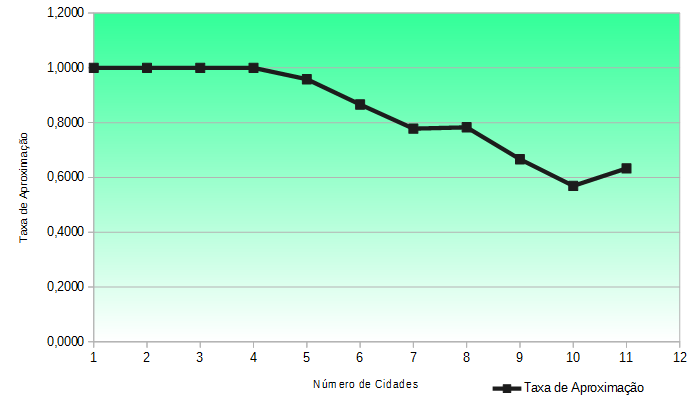 1,2000
1,0000
0,8000
0,6000
0,4000
0,2000
0,0000
Taxa de Aproximação
1 2 3 4 5 6 7 8 9 10 11 12
Número de Cidades
Taxa de Aproximação